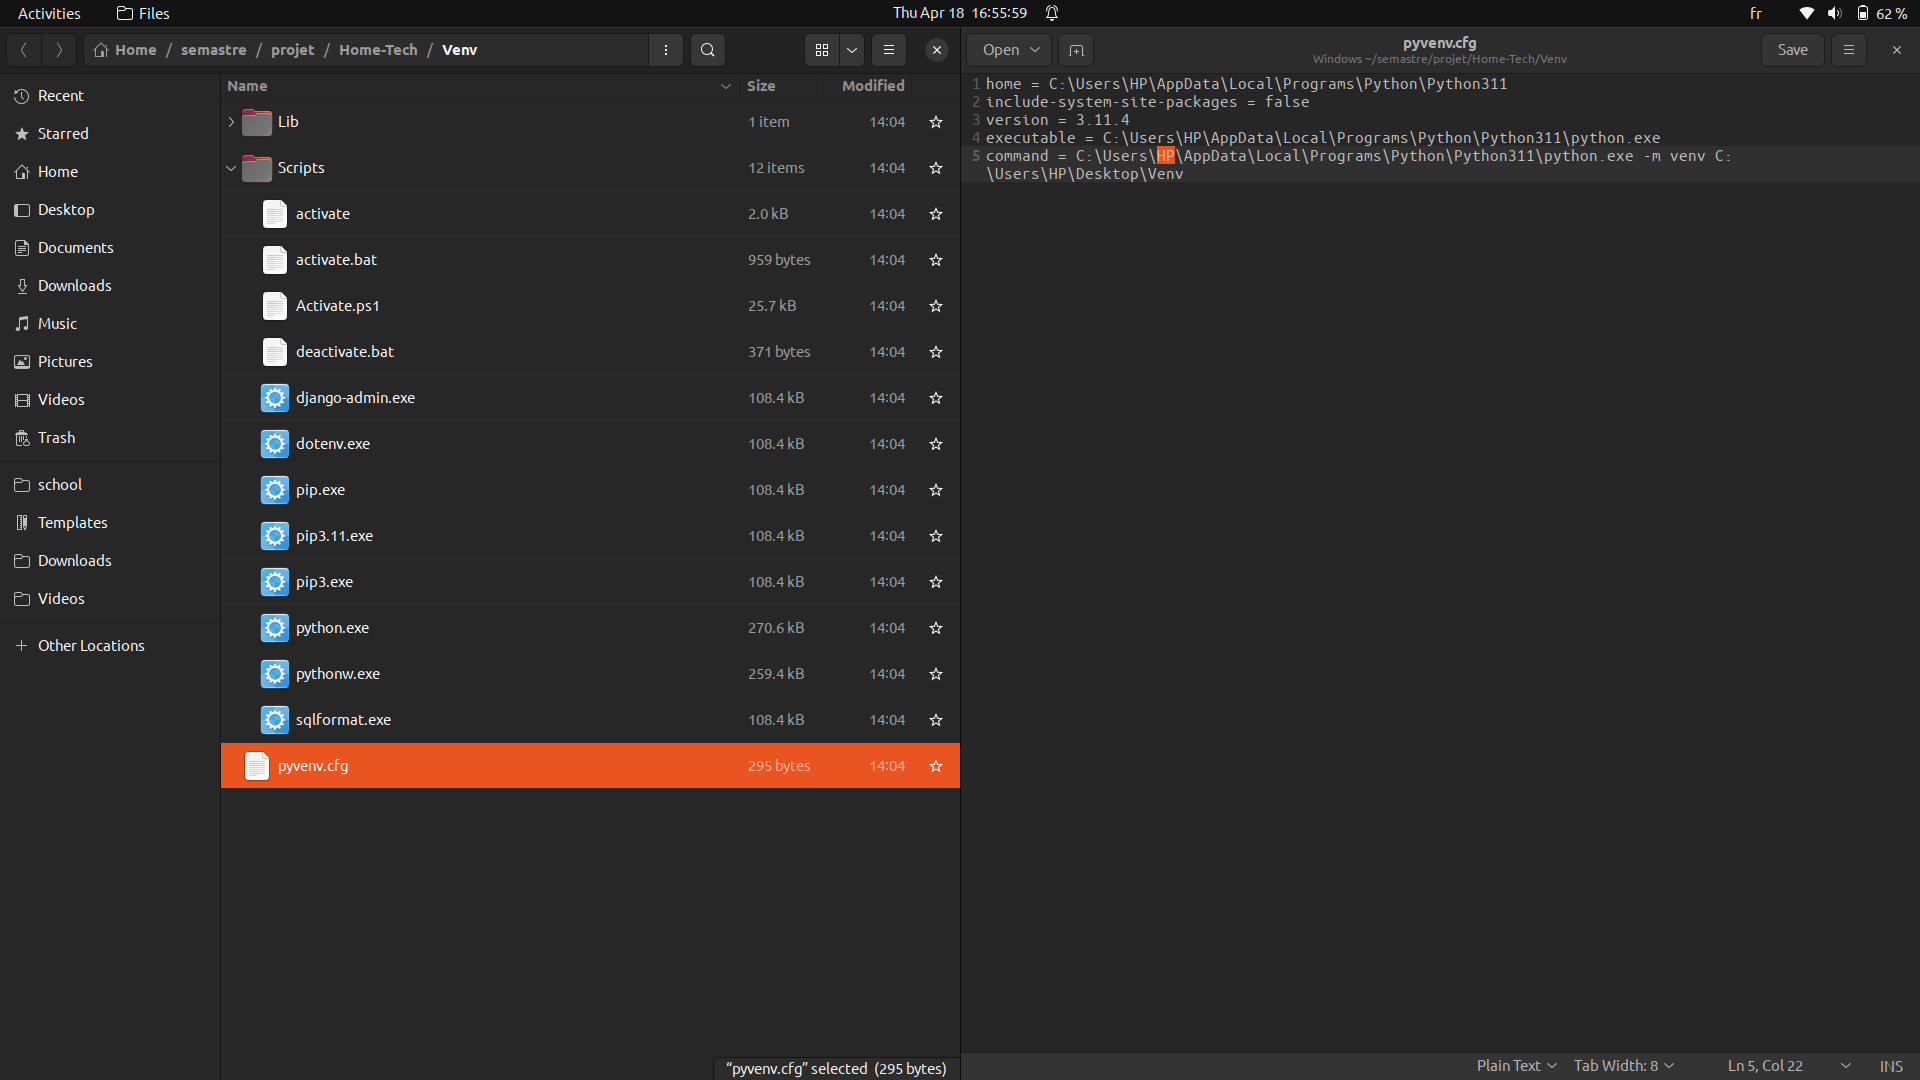 Activities
Files
Thu Apr 18 16:55:59
fr
62 %
Home / semastre / projet / Home-Tech / Venv
Open
pyvenv.cfg
Windows ~/semastre/projet/Home-Tech/Venv
Save
Recent
Starred
Home
Desktop
Documents
Downloads
Music
Pictures
Videos
Trash
school
Templates
Downloads
Videos
Other Locations
Name Size Modified
Lib 1 item 14:04
Scripts 12 items 14:04
activate 2.0 kB 14:04
activate.bat 959 bytes 14:04
Activate.ps1 25.7 kB 14:04
deactivate.bat 371 bytes 14:04
django-admin.exe 108.4 kB 14:04
dotenv.exe 108.4 kB 14:04
pip.exe 108.4 kB 14:04
pip3.11.exe 108.4 kB 14:04
pip3.exe 108.4 kB 14:04
python.exe 270.6 kB 14:04
pythonw.exe 259.4 kB 14:04
sqlformat.exe 108.4 kB 14:04
pyvenv.cfg 295 bytes 14:04
"pyvenv.cfg" selected (295 bytes)
1 home = C:\Users\HP\AppData\Local\Programs\Python\Python311
2 include-system-site-packages = false
3 version = 3.11.4
4 executable = C:\Users\HP\AppData\Local\Programs\Python\Python311\python.exe
5 command = C:\Users\HP\AppData\Local\Programs\Python\Python311\python.exe -m venv C:
\Users\HP\Desktop\Venv
Plain Text
Tab Width: 8
Ln 5, Col 22
INS